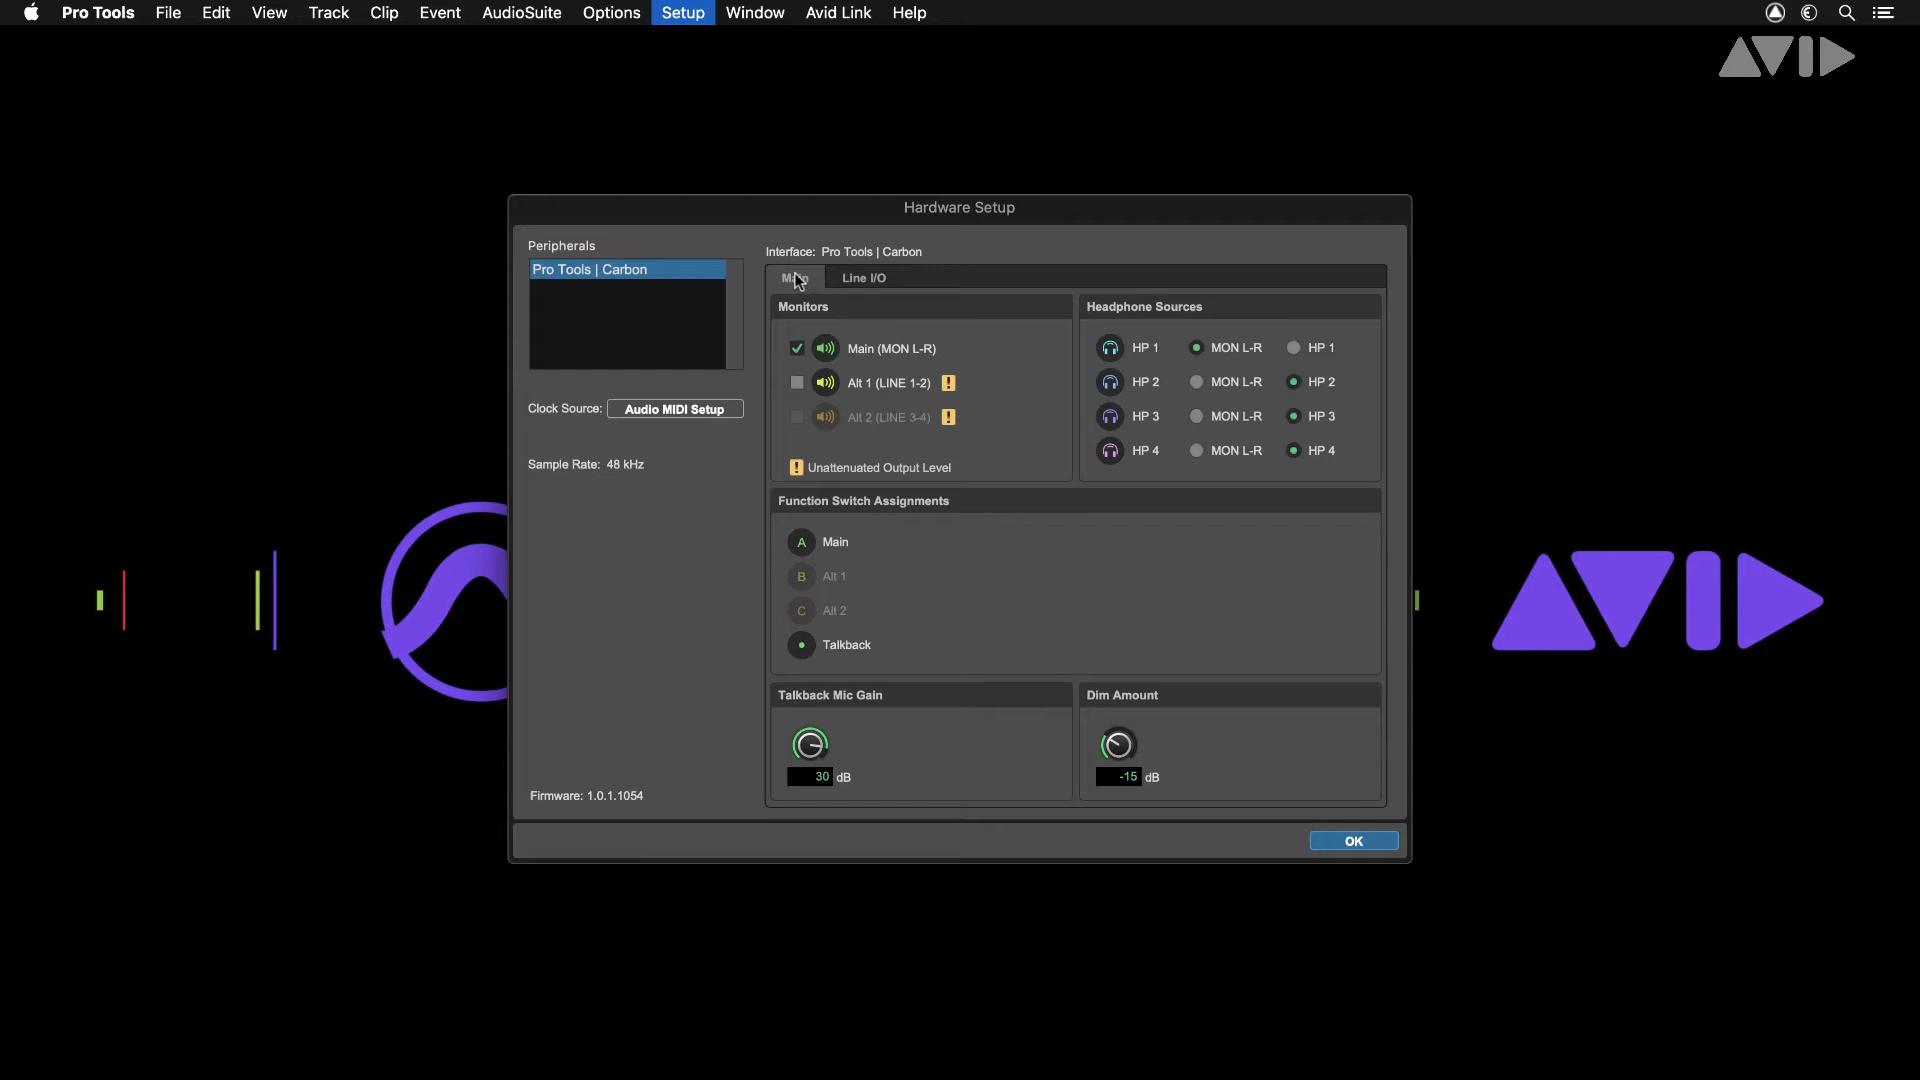 Pro Tools File Edit View Track Clip Event AudioSuite Options Setup Window Avid Link Help
AVID
Hardware Setup
Peripherals
Pro Tools | Carbon
Clock Source: Audio MIDI Setup
Sample Rate: 48 kHz
Firmware: 1.0.1.1054
Interface: Pro Tools | Carbon
Main Line I/O
Monitors
Main (MON L-R)
Alt 1 (LINE 1-2) !
Alt 2 (LINE 3-4) !
! Unattenuated Output Level
Headphone Sources
HP 1 MON L-R HP 1
HP 2 MON L-R HP 2
HP 3 MON L-R HP 3
HP 4 MON L-R HP 4
Function Switch Assignments
A Main
B Alt 1
C Alt 2
Talkback
Talkback Mic Gain
30 dB
Dim Amount
-15 dB
OK
AVID